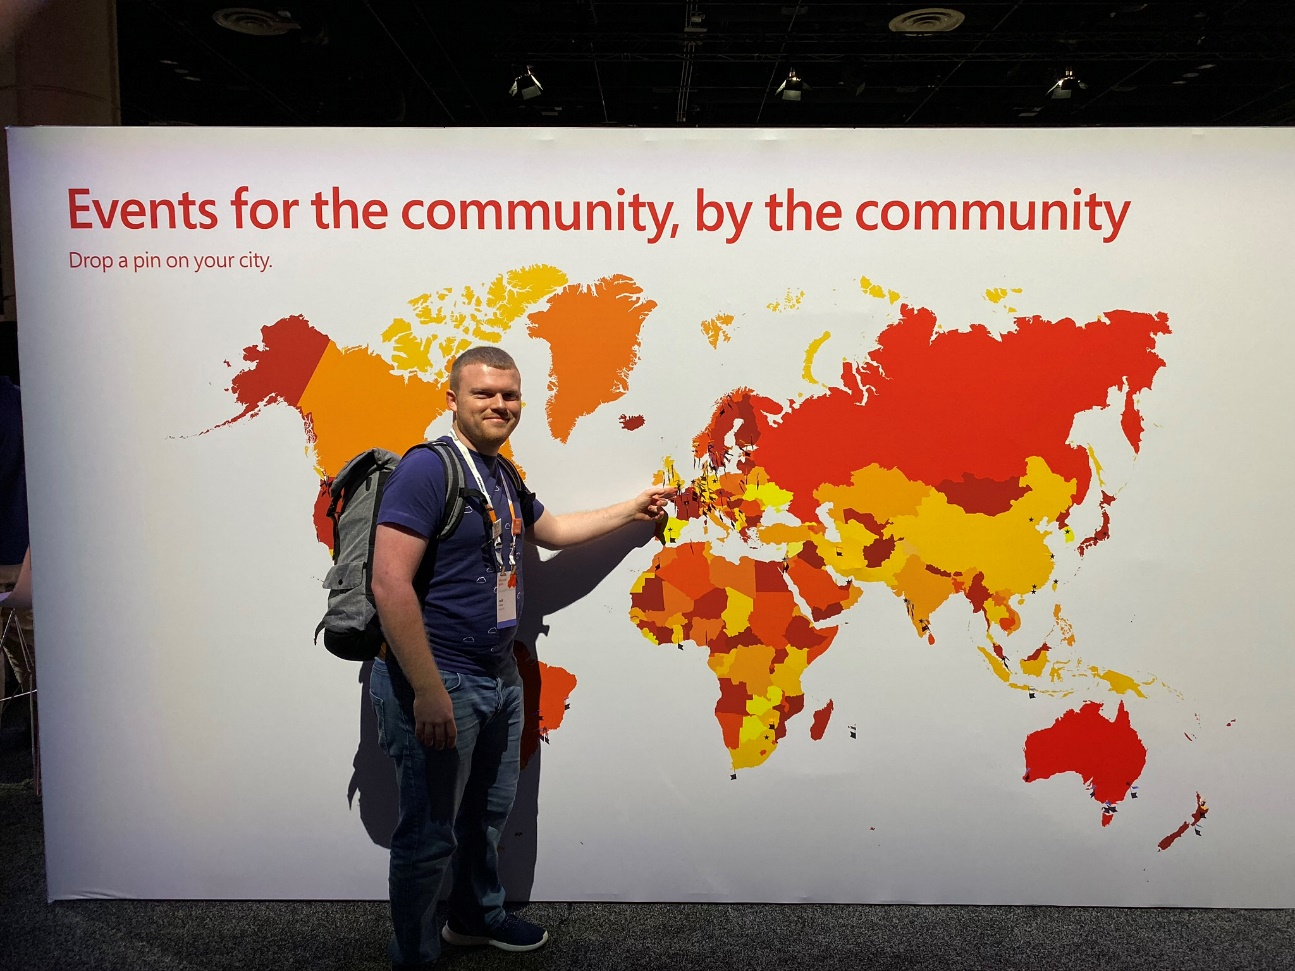 Events for the community, by the community
Drop a pin on your city.